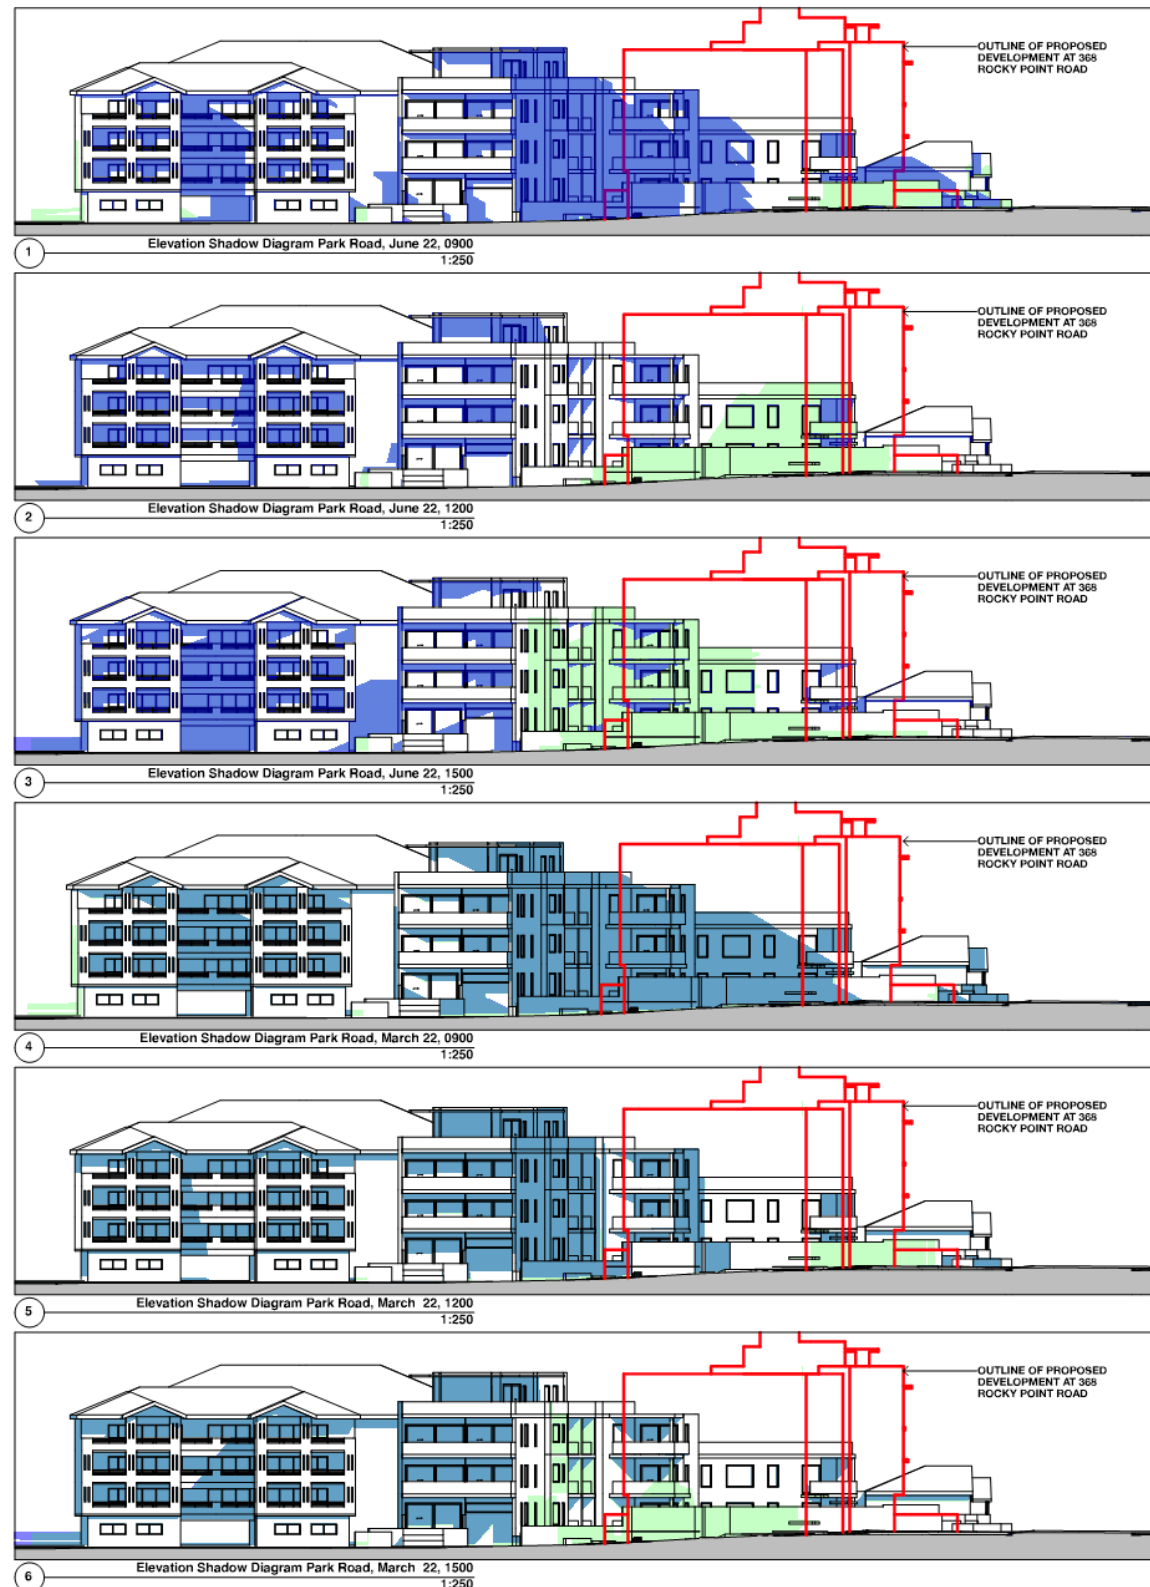 OUTLINE OF PROPOSED
DEVELOPMENT AT 368
ROCKY POINT ROAD
1
Elevation Shadow Diagram Park Road, June 22, 0900
1:250
OUTLINE OF PROPOSED
DEVELOPMENT AT 368
ROCKY POINT ROAD
2
Elevation Shadow Diagram Park Road, June 22, 1200
1:250
OUTLINE OF PROPOSED
DEVELOPMENT AT 368
ROCKY POINT ROAD
3
Elevation Shadow Diagram Park Road, June 22, 1500
1:250
OUTLINE OF PROPOSED
DEVELOPMENT AT 368
ROCKY POINT ROAD
4
Elevation Shadow Diagram Park Road, March 22, 0900
1:250
OUTLINE OF PROPOSED
DEVELOPMENT AT 368
ROCKY POINT ROAD
5
Elevation Shadow Diagram Park Road, March 22, 1200
1:250
OUTLINE OF PROPOSED
DEVELOPMENT AT 368
ROCKY POINT ROAD
6
Elevation Shadow Diagram Park Road, March 22, 1500
1:250